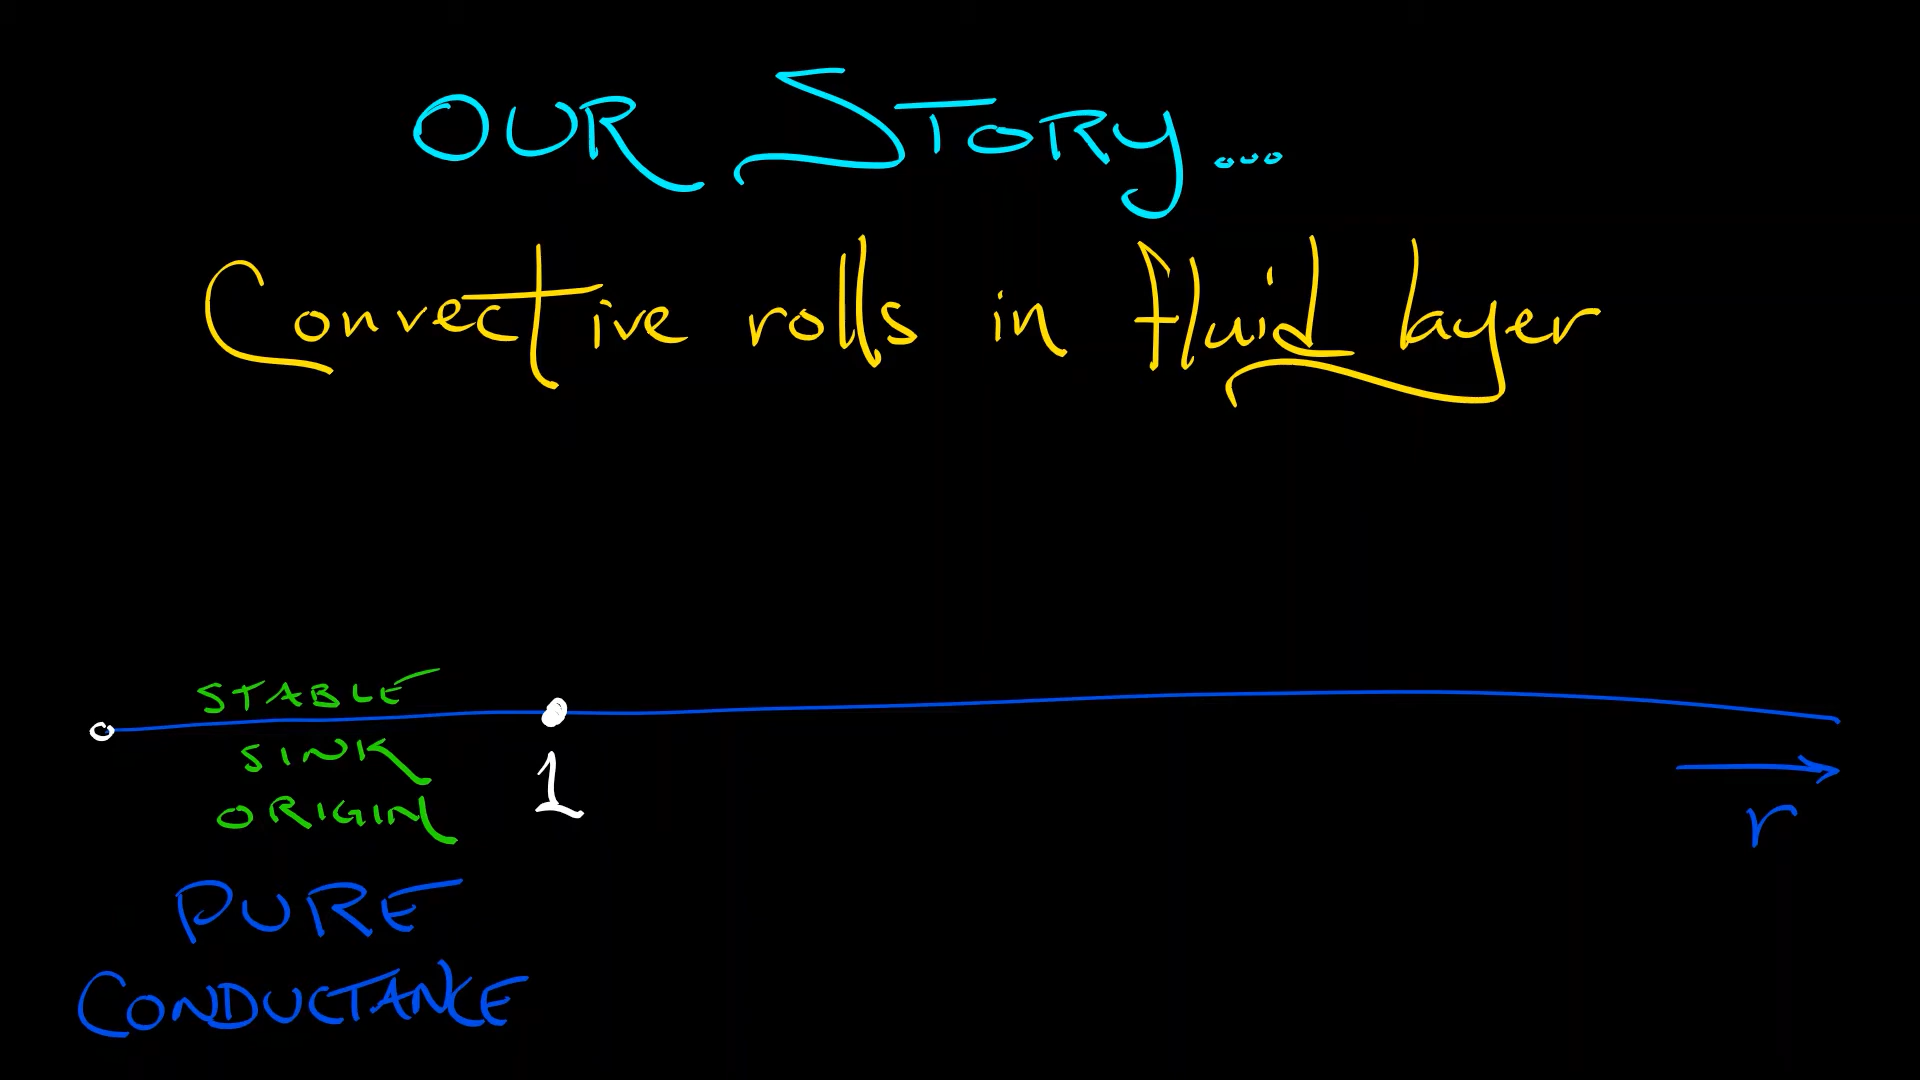 OUR STORY...
Convective rolls in fluid layer
STABLE
SINK
ORIGIN
1
r
PURE
CONDUCTANCE